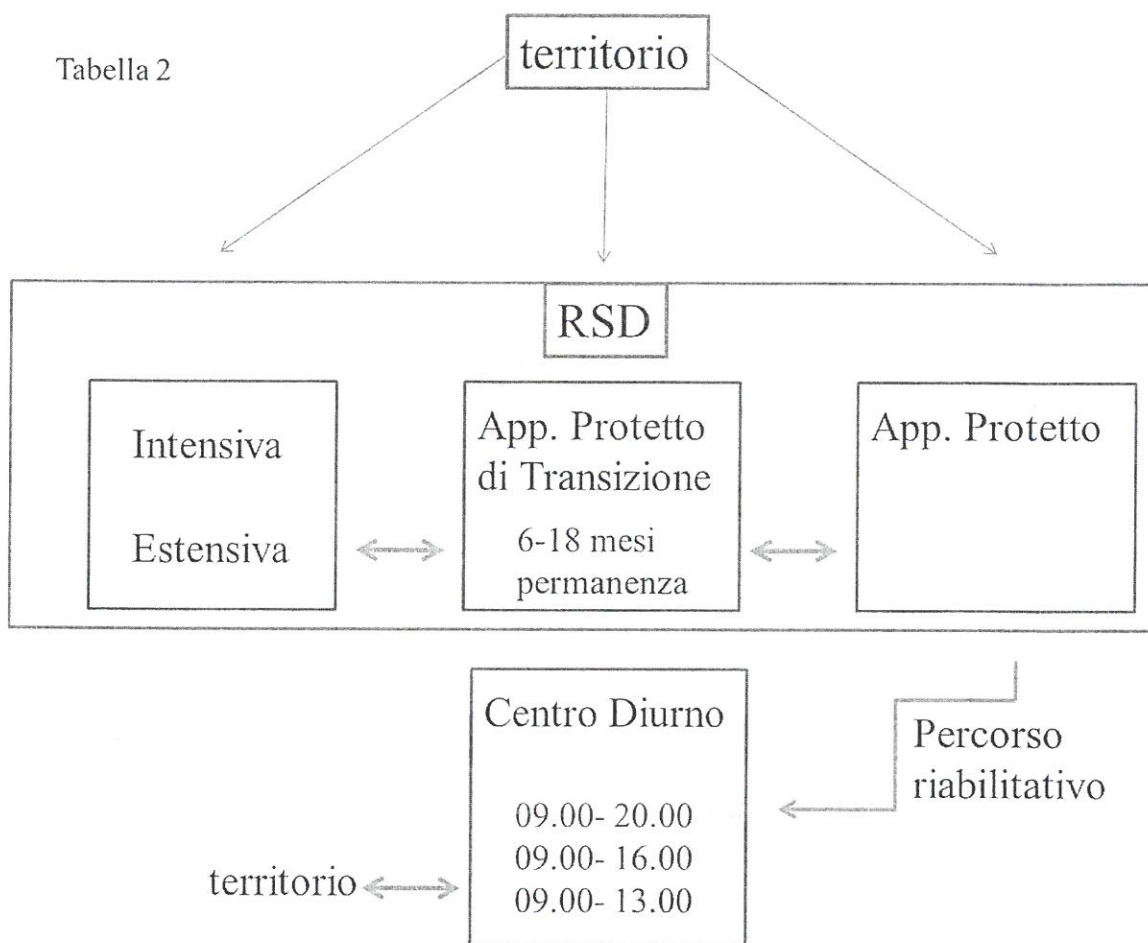 Tabella 2
territorio
RSD
Intensiva
Estensiva
App. Protetto
di Transizione
6-18 mesi
permanenza
App. Protetto
Centro Diurno
09.00- 20.00
09.00- 16.00
09.00- 13.00
Percorso
riabilitativo
territorio